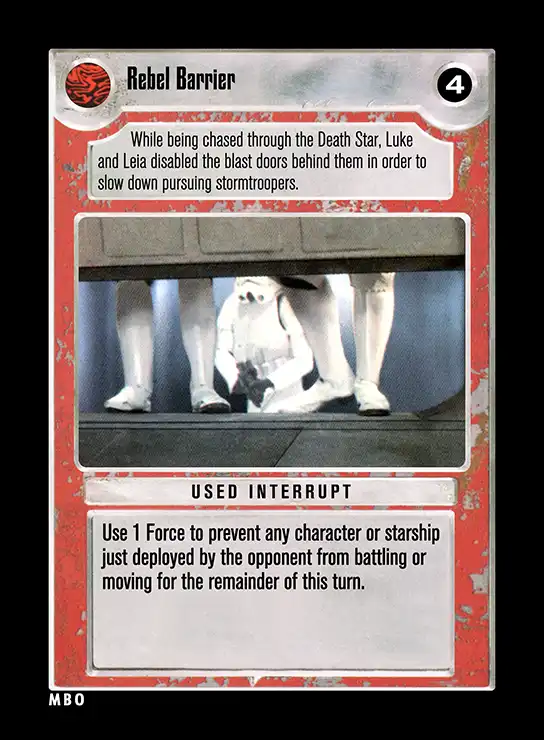 Rebel Barrier
4
While being chased through the Death Star, Luke
and Leia disabled the blast doors behind them in order to
slow down pursuing stormtroopers.
USED INTERRUPT
Use 1 Force to prevent any character or starship
just deployed by the opponent from battling or
moving for the remainder of this turn.
MBO